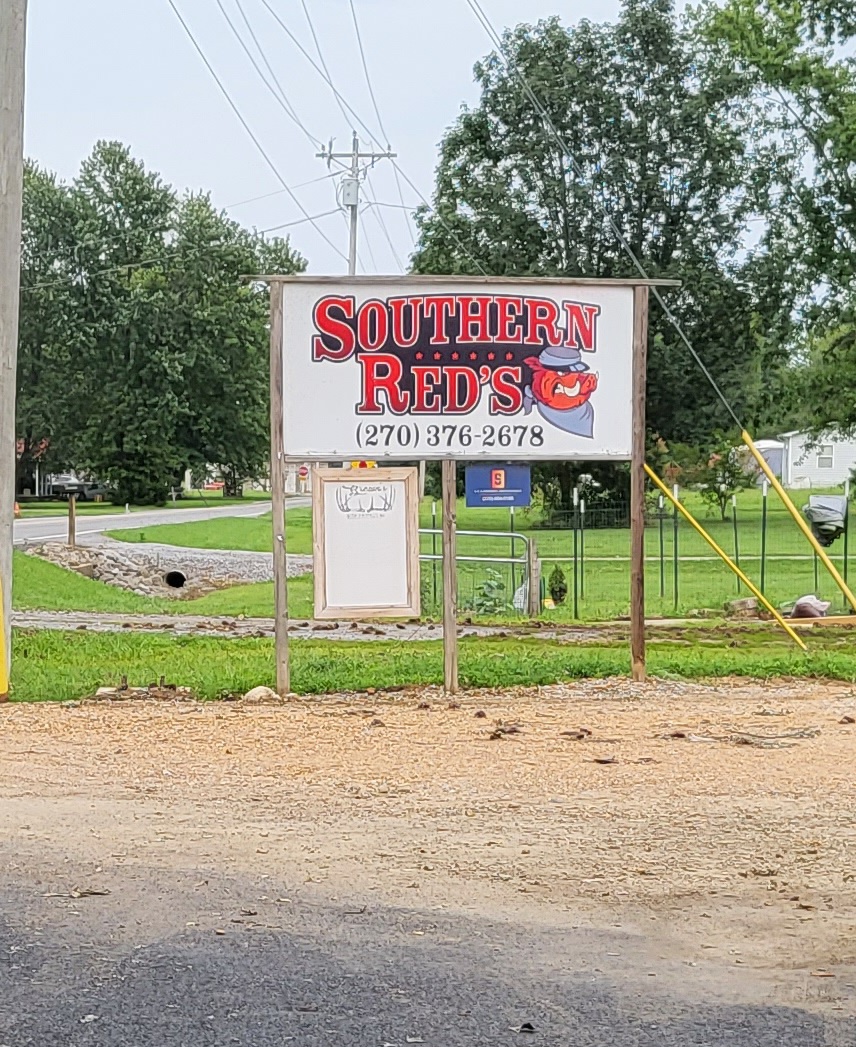 SOUTHERN
RED'S
(270) 376-2678
S